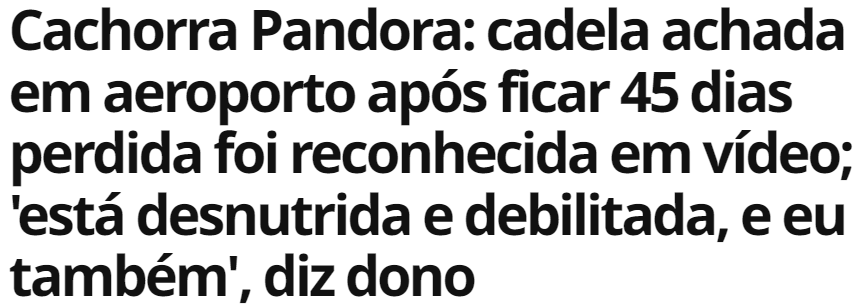 Cachorra Pandora: cadela achada
em aeroporto após ficar 45 dias
perdida foi reconhecida em vídeo;
'está desnutrida e debilitada, e eu
também', diz dono